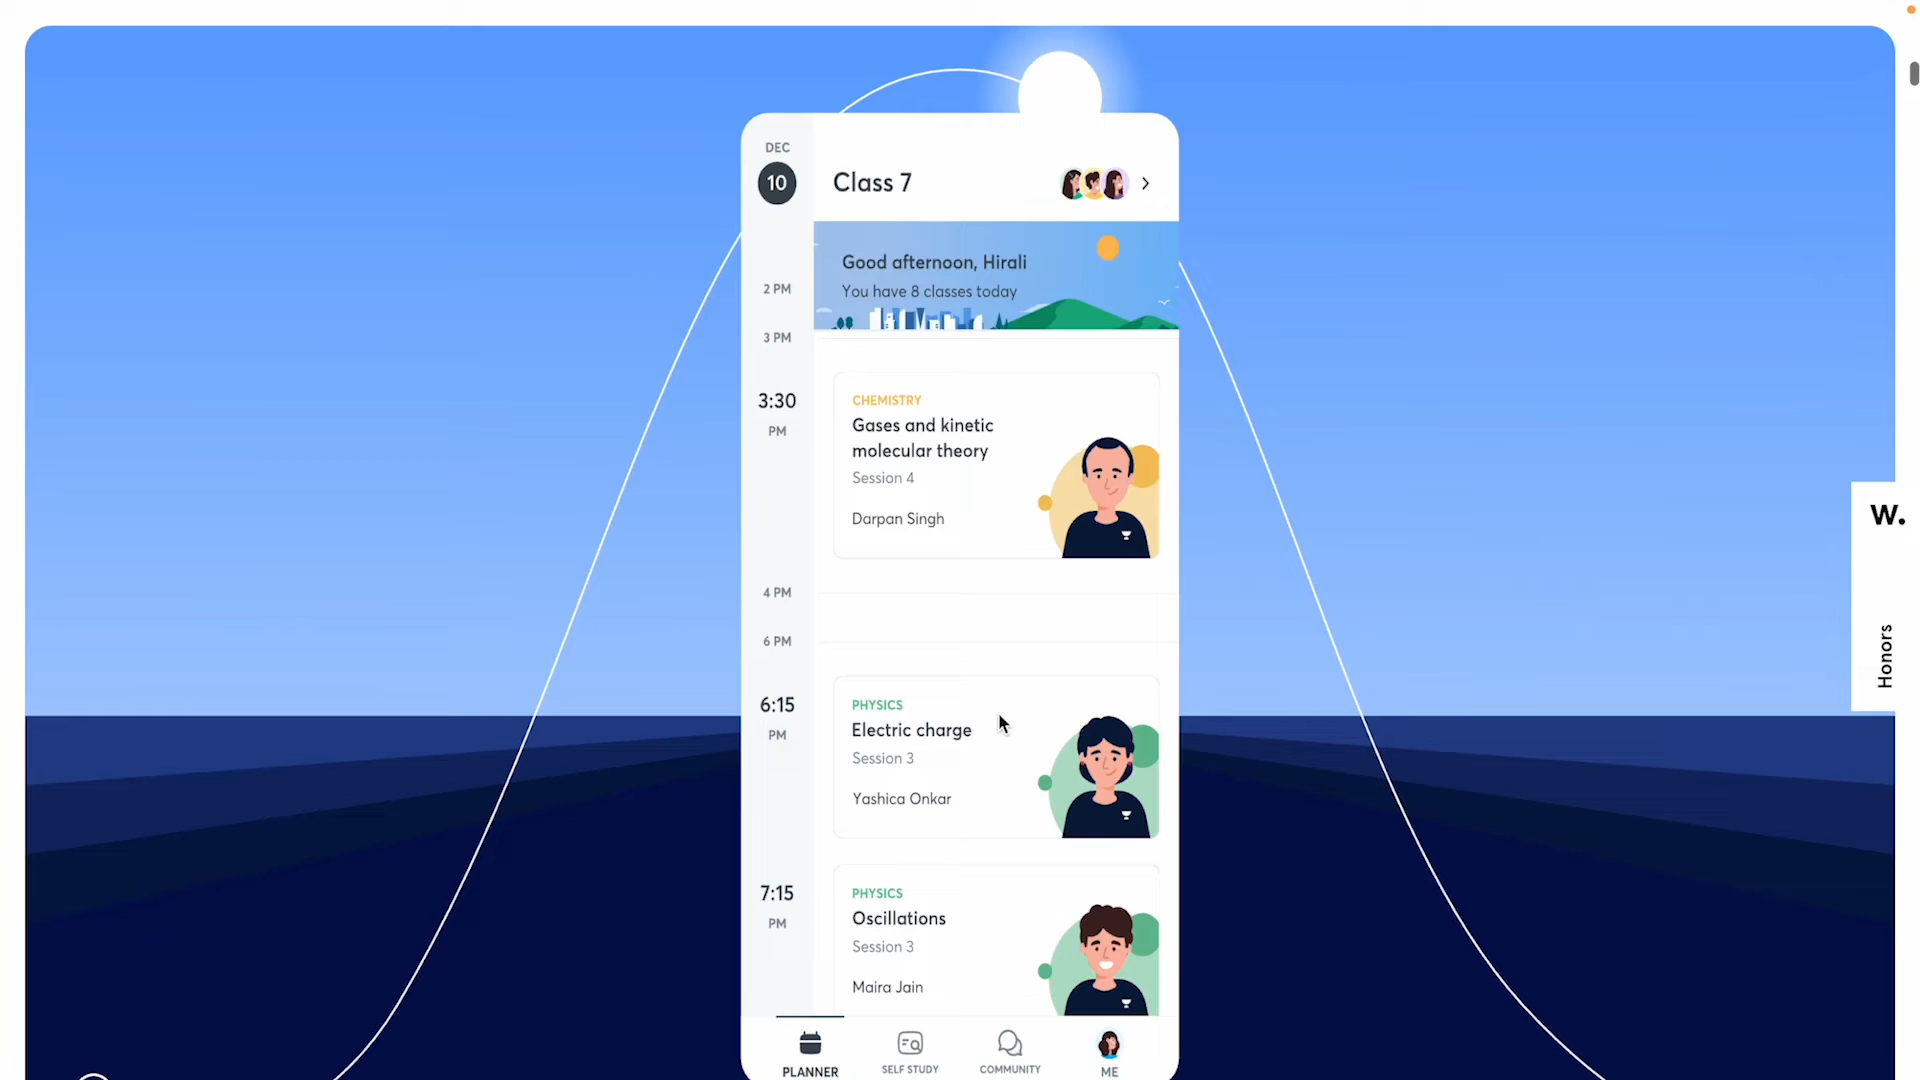 DEC
10
Class 7
Good afternoon, Hirali
You have 8 classes today
2 PM
3 PM
3:30
PM
CHEMISTRY
Gases and kinetic
molecular theory
Session 4
Darpan Singh
4 PM
6 PM
6:15
PM
PHYSICS
Electric charge
Session 3
Yashica Onkar
7:15
PM
PHYSICS
Oscillations
Session 3
Maira Jain
PLANNER
SELF STUDY
COMMUNITY
ME
W.
Honors